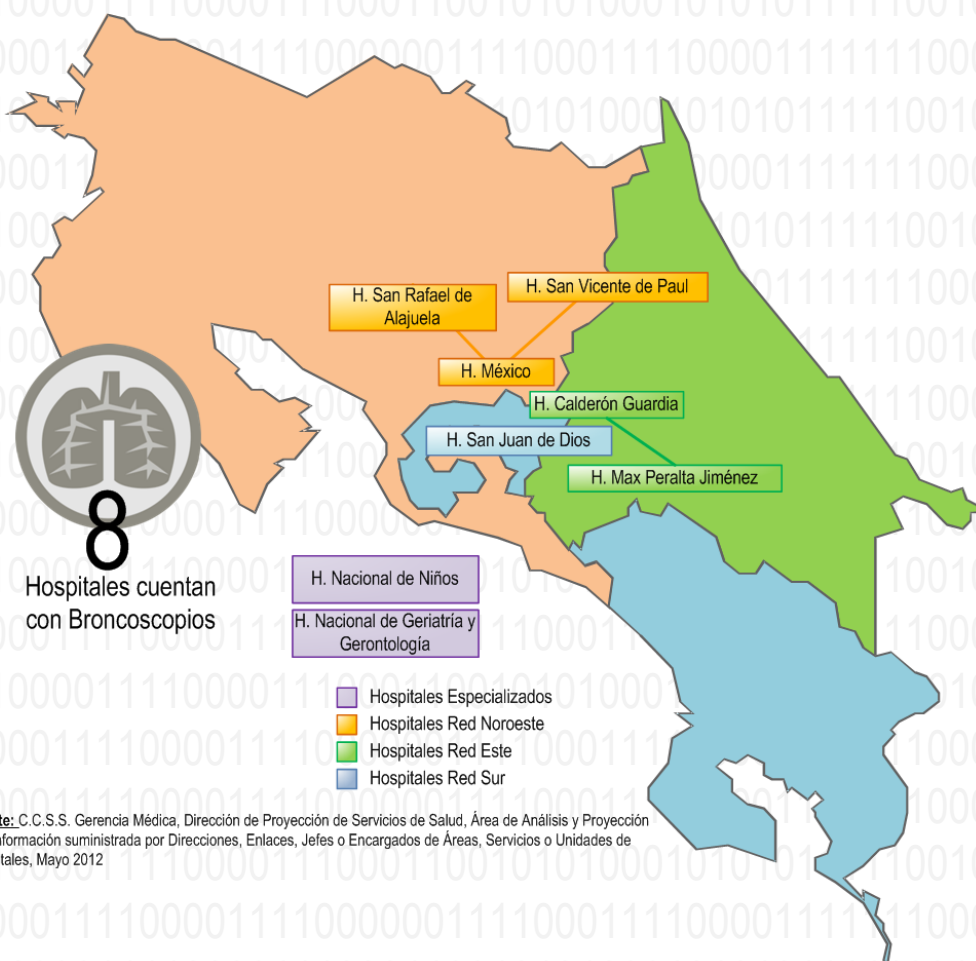 H. San Rafael de
Alajuela
H. San Vicente de Paul
H. México
H. Calderón Guardia
H. San Juan de Dios
H. Max Peralta Jiménez
8
Hospitales cuentan
con Broncoscopios
H. Nacional de Niños
H. Nacional de Geriatría y
Gerontología
Hospitales Especializados
Hospitales Red Noroeste
Hospitales Red Este
Hospitales Red Sur
C.C.S.S. Gerencia Médica, Dirección de Proyección de Servicios de Salud, Área de Análisis y Proyección
suministrada por Direcciones, Enlaces, Jefes o Encargados de Áreas, Servicios o Unidades de
Mayo 2012